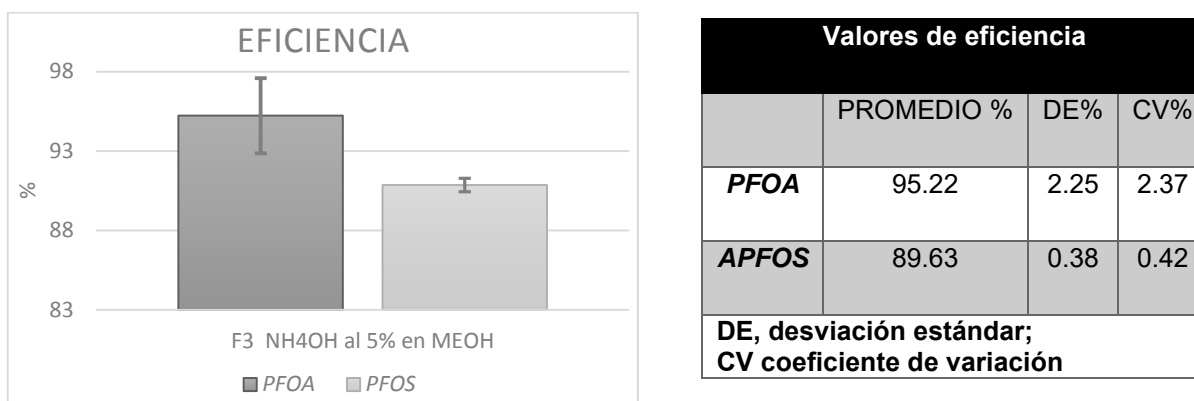 EFICIENCIA
98
93
88
83
%
F3 NH4OH al 5% en MEOH
PFOA PFOS
Valores de eficiencia
PROMEDIO % DE% CV%
PFOA 95.22 2.25 2.37
APFOS 89.63 0.38 0.42
DE, desviación estándar;
CV coeficiente de variación